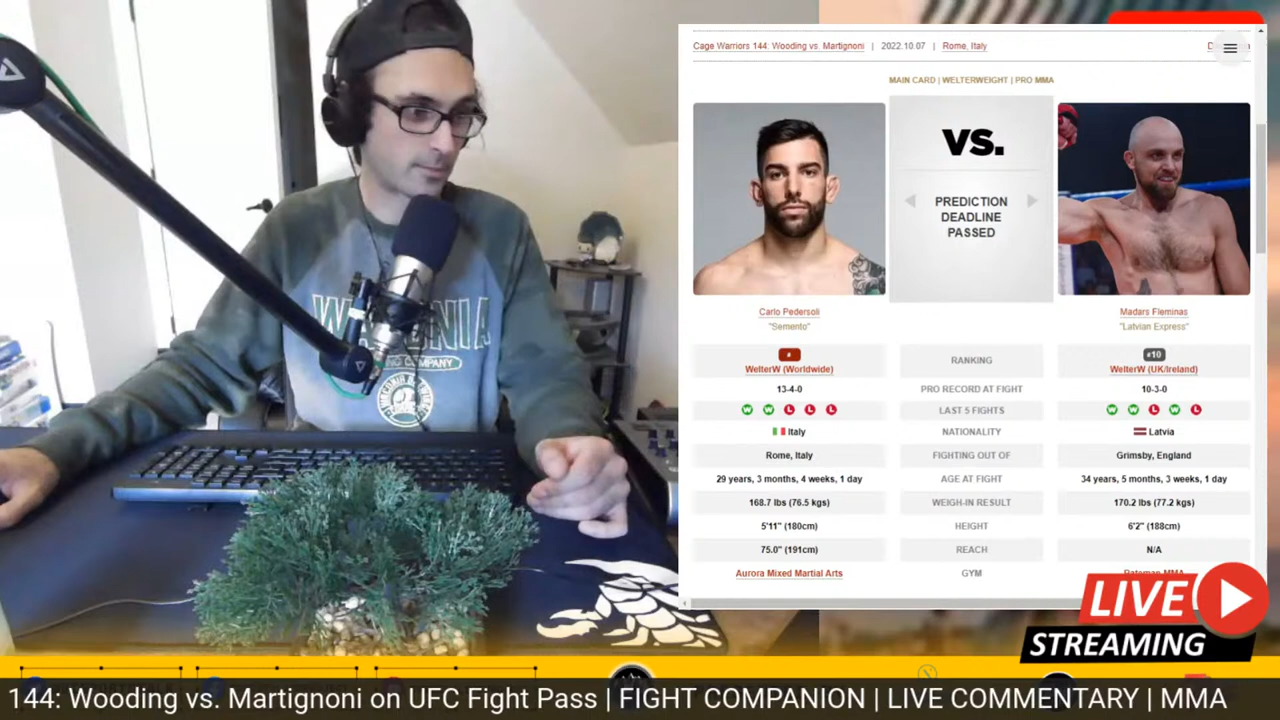 Cage Warriors 144: Wooding vs. Martignoni | 2022.10.07 | Rome, Italy
MAIN CARD | WELTERWEIGHT | PRO MMA
VS.
PREDICTION
DEADLINE
PASSED
Carlo Pedersoli
Madars Fleminas
"Semento"
"Latvian Express"
#
RANKING
#10
WelterW (Worldwide)
WelterW (UK/Ireland)
13-4-0
PRO RECORD AT FIGHT
10-3-0
W W L L L
LAST 5 FIGHTS
W W L W L
Italy
NATIONALITY
Latvia
Rome, Italy
FIGHTING OUT OF
Grimsby, England
29 years, 3 months, 4 weeks, 1 day
AGE AT FIGHT
34 years, 5 months, 3 weeks, 1 day
168.7 lbs (76.5 kgs)
WEIGH-IN RESULT
170.2 lbs (77.2 kgs)
5'11" (180cm)
HEIGHT
6'2" (188cm)
75.0" (191cm)
REACH
N/A
Aurora Mixed Martial Arts
GYM
LIVE
STREAMING
144: Wooding vs. Martignoni on UFC Fight Pass | FIGHT COMPANION | LIVE COMMENTARY | MMA